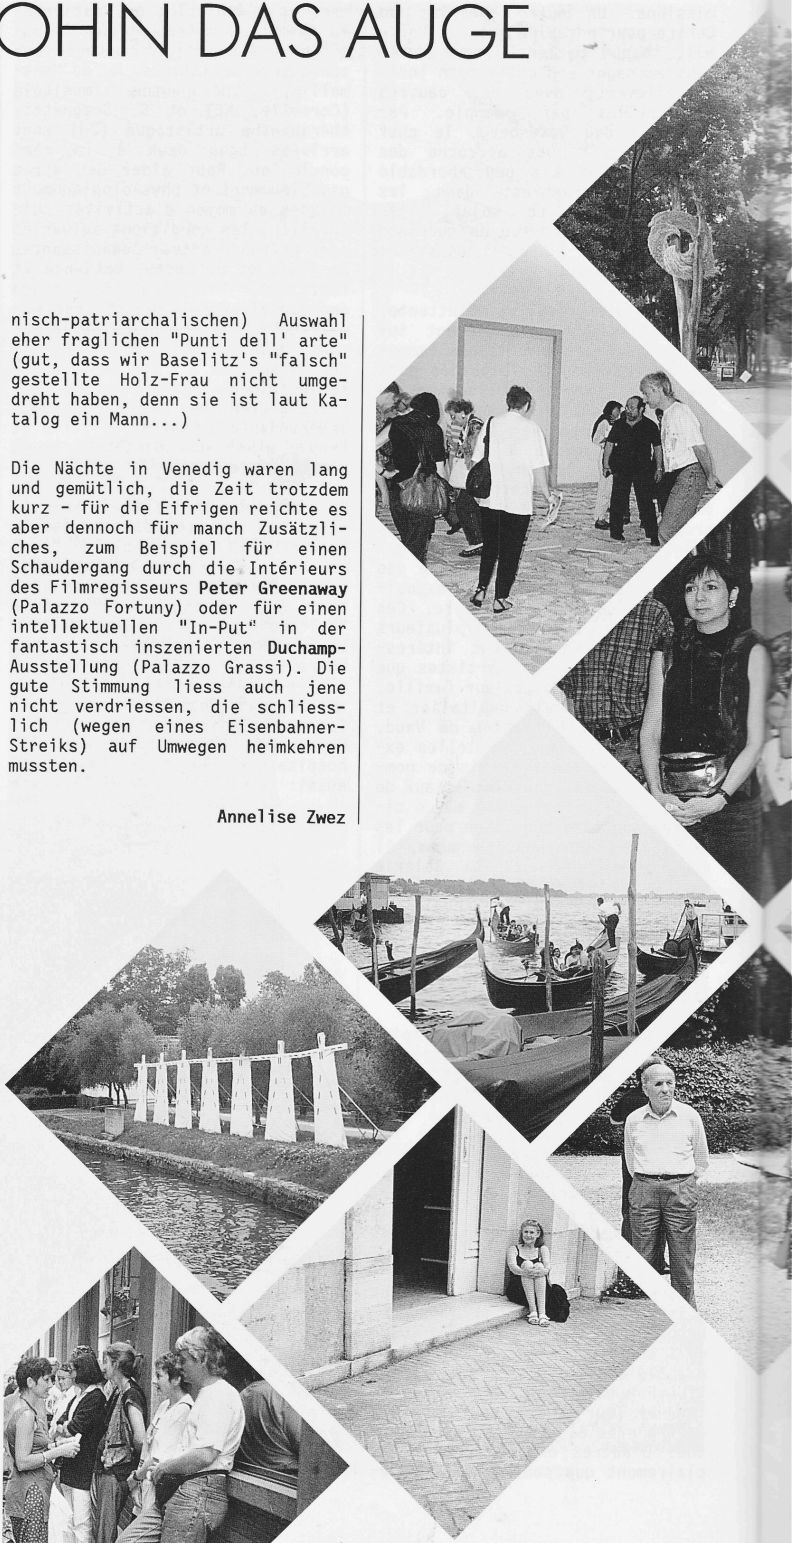 OHIN DAS AUGE
nisch-patriarchalischen) Auswahl
eher fraglichen "Punti dell' arte"
(gut, dass wir Baselitz's "falsch"
gestellte Holz-Frau nicht umge-
dreht haben, denn sie ist laut Ka-
talog ein Mann...)
Die Nächte in Venedig waren lang
und gemütlich, die Zeit trotzdem
kurz - für die Eifrigen reichte es
aber dennoch für manch Zusätzli-
ches, zum Beispiel für einen
Schaudergang durch die Intérieurs
des Filmregisseurs Peter Greenaway
(Palazzo Fortuny) oder für einen
intellektuellen "In-Put" in der
fantastisch inszenierten Duchamp-
Ausstellung (Palazzo Grassi). Die
gute Stimmung liess auch jene
nicht verdriessen, die schliess-
lich (wegen eines Eisenbahner-
Streiks) auf Umwegen heimkehren
mussten.
Annelise Zwez